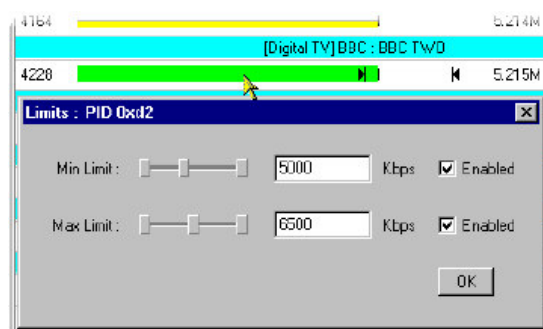 4164 5.214M
[Digital TV] BBC : BBC TWO
4228 5.215M
Limits : PID 0xd2
Min Limit : 5000 Kbps Enabled
Max Limit : 6500 Kbps Enabled
OK